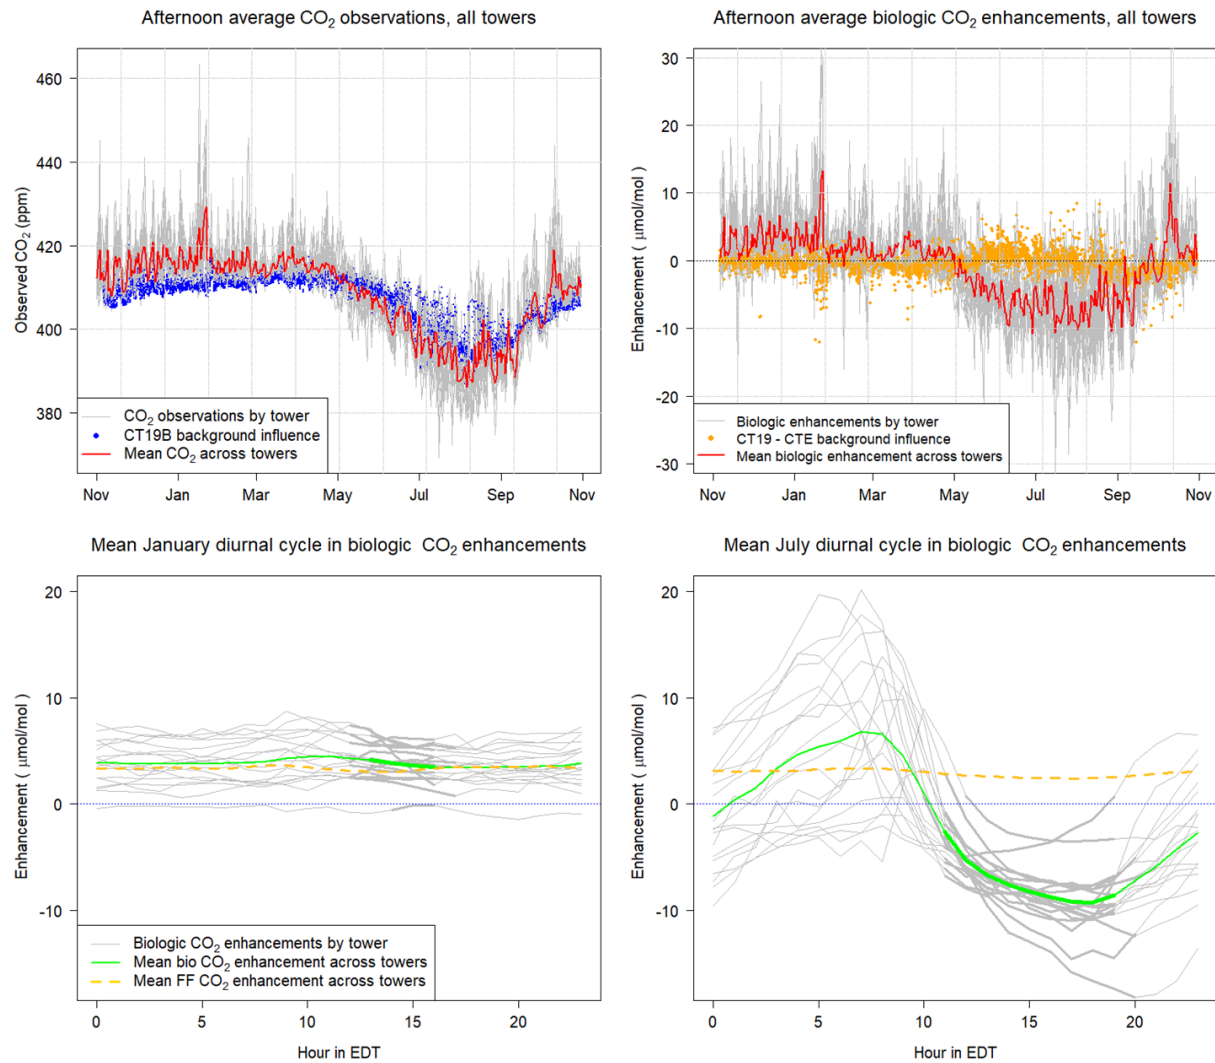 Afternoon average CO₂ observations, all towers
Observed CO₂ (ppm)
460
440
420
400
380
CO₂ observations by tower
CT19B background influence
Mean CO₂ across towers
Nov Jan Mar May Jul Sep Nov
Afternoon average biologic CO₂ enhancements, all towers
Enhancement ( μmol/mol )
30
20
10
0
-10
-20
-30
Biologic enhancements by tower
CT19 - CTE background influence
Mean biologic enhancement across towers
Nov Jan Mar May Jul Sep Nov
Mean January diurnal cycle in biologic CO₂ enhancements
Enhancement ( μmol/mol )
20
10
0
-10
Biologic CO₂ enhancements by tower
Mean bio CO₂ enhancement across towers
Mean FF CO₂ enhancement across towers
0 5 10 15 20
Hour in EDT
Mean July diurnal cycle in biologic CO₂ enhancements
Enhancement ( μmol/mol )
20
10
0
-10
0 5 10 15 20
Hour in EDT